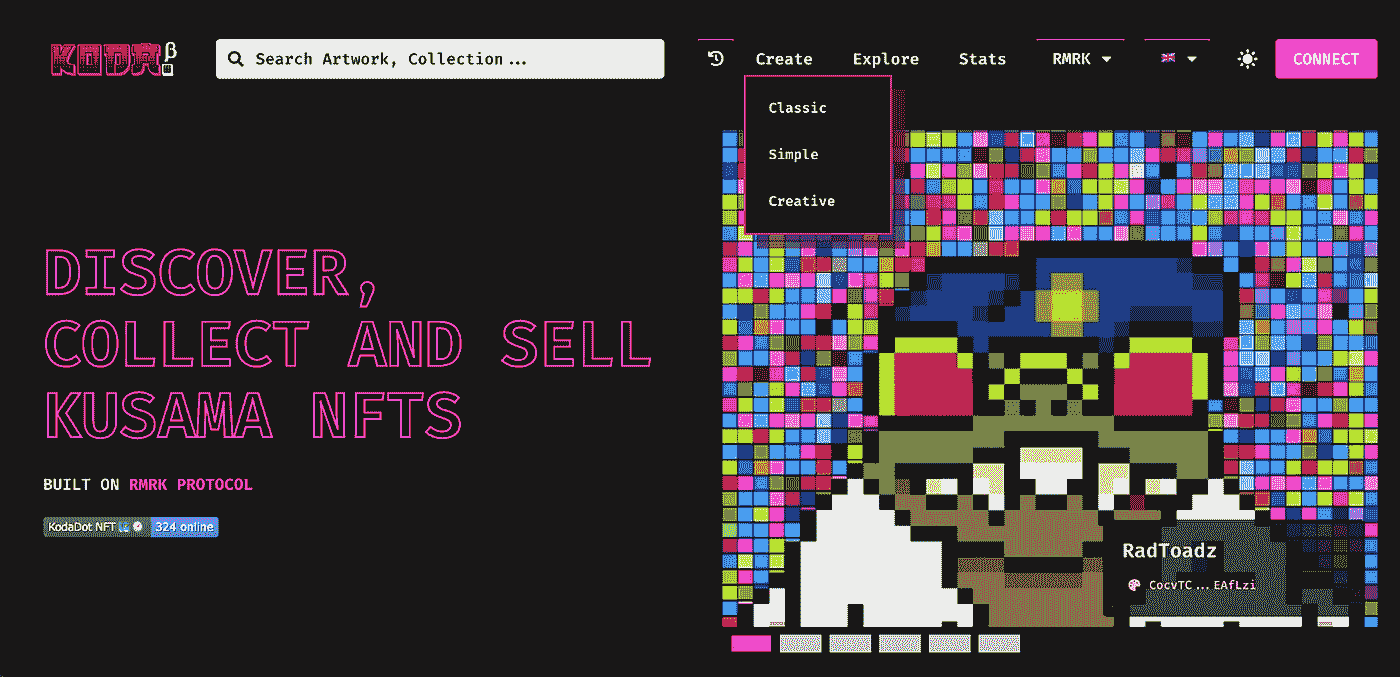 KODA β
Search Artwork, Collection...
Create
Explore
Stats
RMRK
CONNECT
Classic
Simple
Creative
DISCOVER,
COLLECT AND SELL
KUSAMA NFTS
BUILT ON RMRK PROTOCOL
KodaDot NFT 324 online
RadToadz
CocvTC...EAfLzi